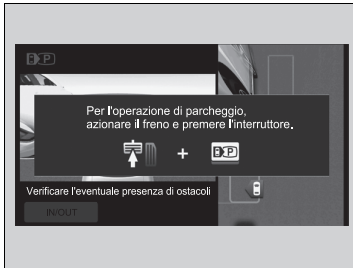 P
Per l'operazione di parcheggio,
azionare il freno e premere l'interruttore.
+ P
Verificare l'eventuale presenza di ostacoli
IN/OUT